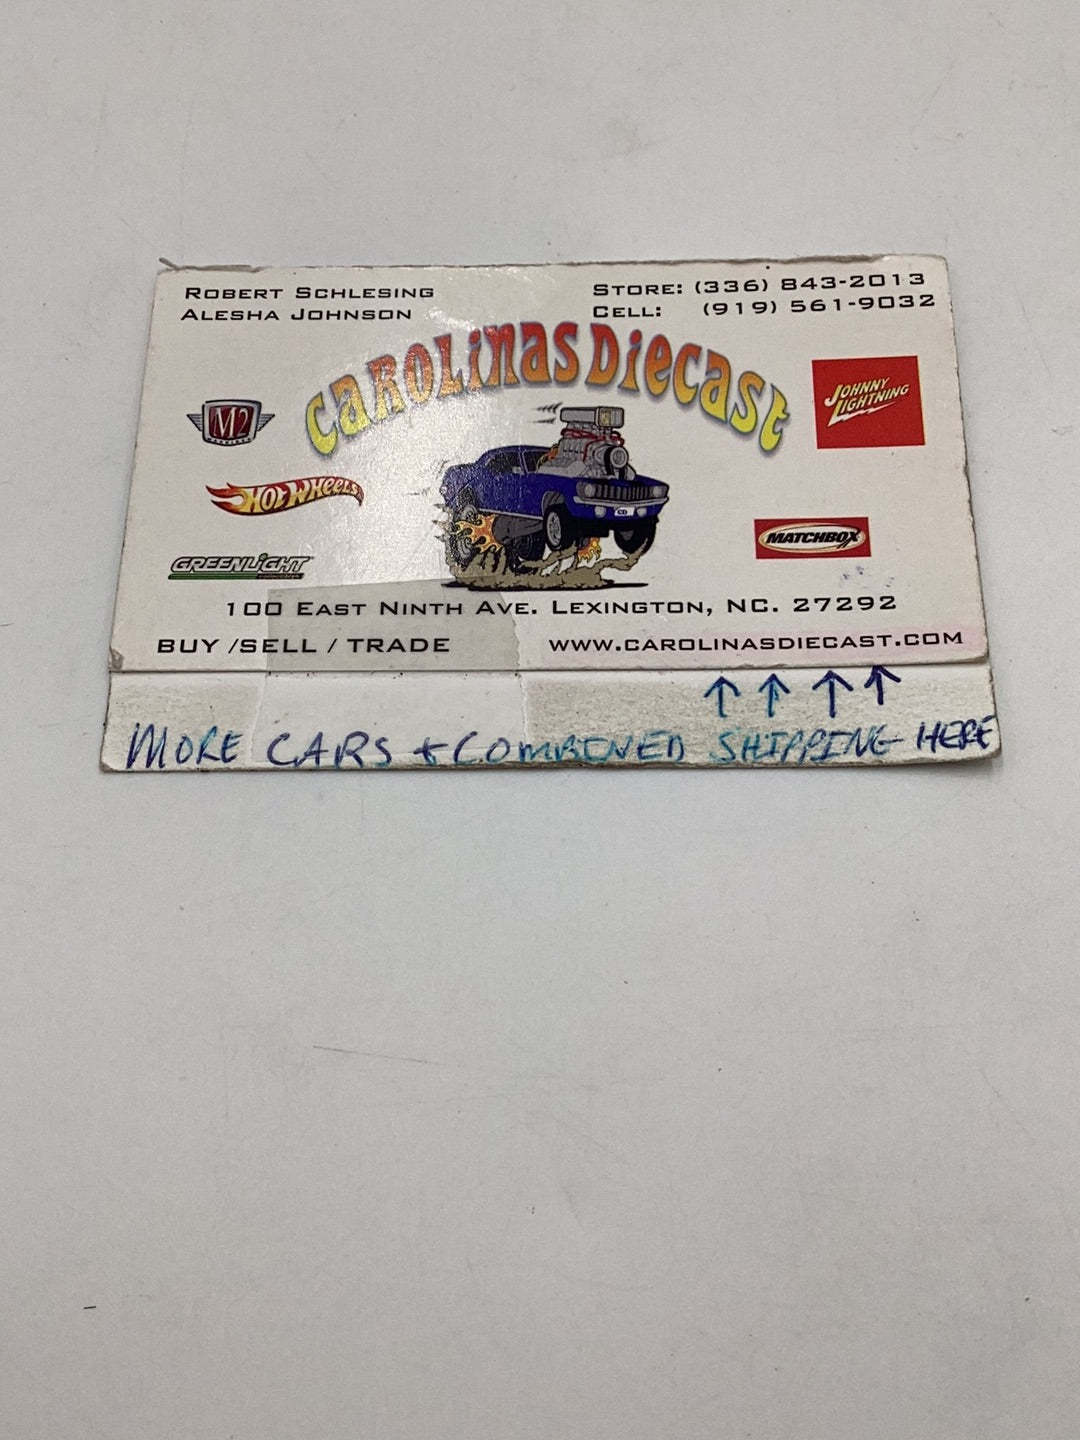 ROBERT SCHLESING
ALESHA JOHNSON
STORE: (336) 843-2013
CELL: (919) 561-9032
CAROLINAS DIECAST
M2
JOHNNY LIGHTNING
HOT WHEELS
CD
MATCHBOX
GREENLIGHT
100 EAST NINTH AVE. LEXINGTON, NC. 27292
BUY /SELL / TRADE
WWW.CAROLINASDIECAST.COM
MORE CARS & COMBINED SHIPPING HERE